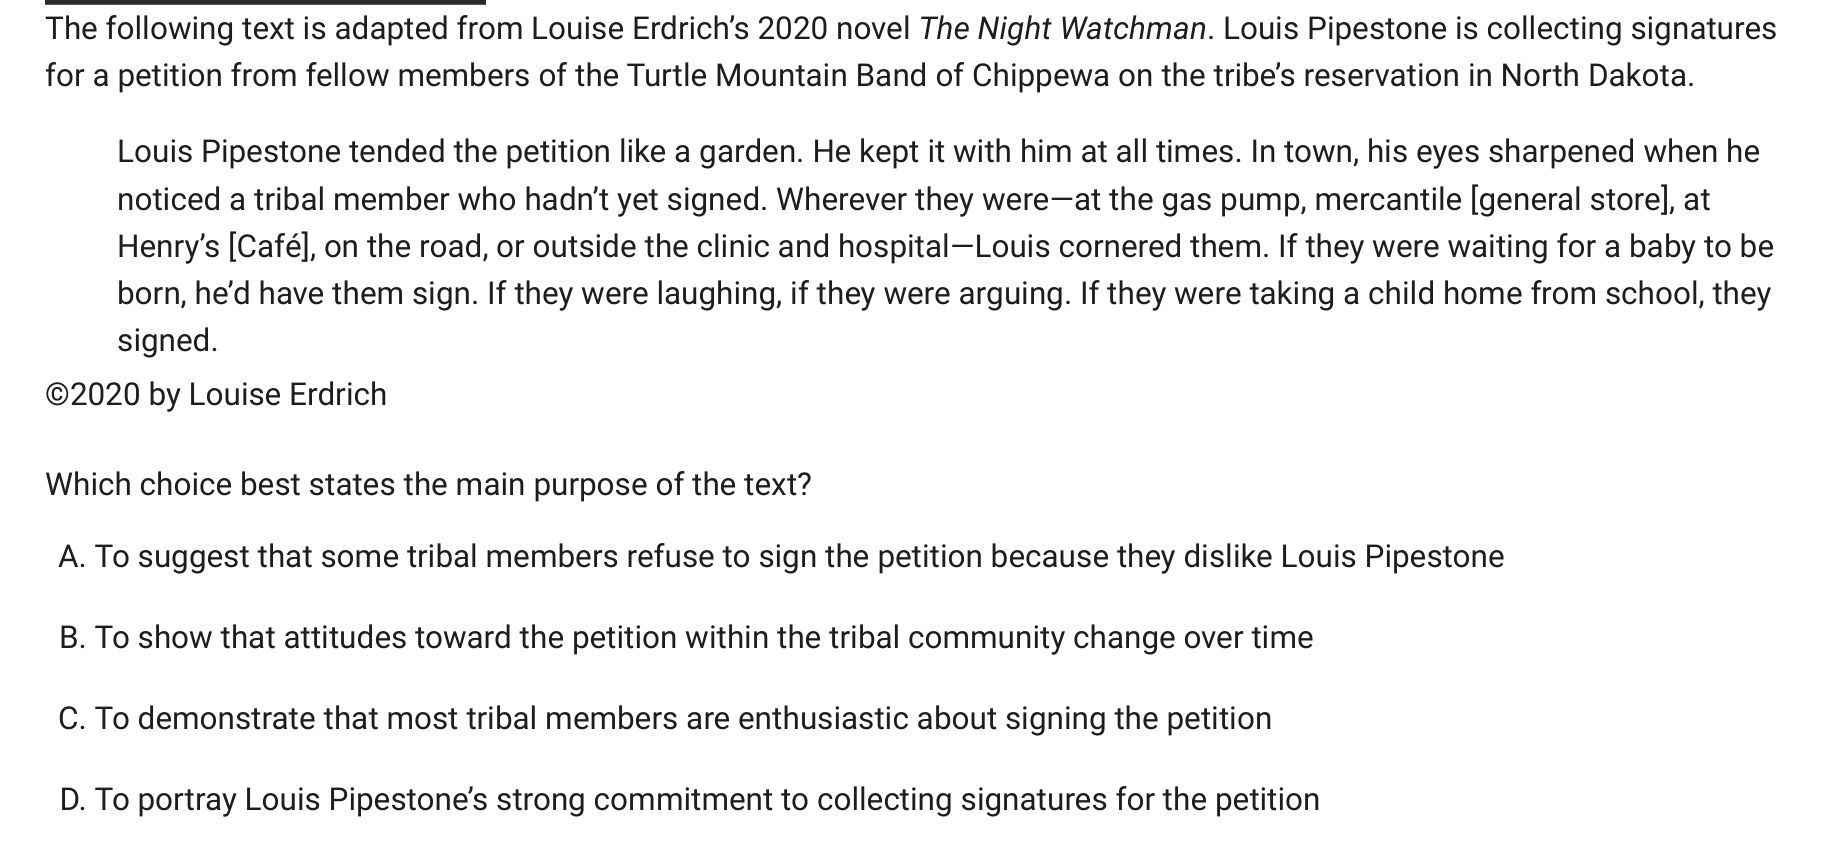 The following text is adapted from Louise Erdrich’s 2020 novel The Night Watchman. Louis Pipestone is collecting signatures
for a petition from fellow members of the Turtle Mountain Band of Chippewa on the tribe’s reservation in North Dakota.
Louis Pipestone tended the petition like a garden. He kept it with him at all times. In town, his eyes sharpened when he
noticed a tribal member who hadn’t yet signed. Wherever they were—at the gas pump, mercantile [general store], at
Henry’s [Café], on the road, or outside the clinic and hospital—Louis cornered them. If they were waiting for a baby to be
born, he’d have them sign. If they were laughing, if they were arguing. If they were taking a child home from school, they
signed.
©2020 by Louise Erdrich
Which choice best states the main purpose of the text?
A. To suggest that some tribal members refuse to sign the petition because they dislike Louis Pipestone
B. To show that attitudes toward the petition within the tribal community change over time
C. To demonstrate that most tribal members are enthusiastic about signing the petition
D. To portray Louis Pipestone’s strong commitment to collecting signatures for the petition